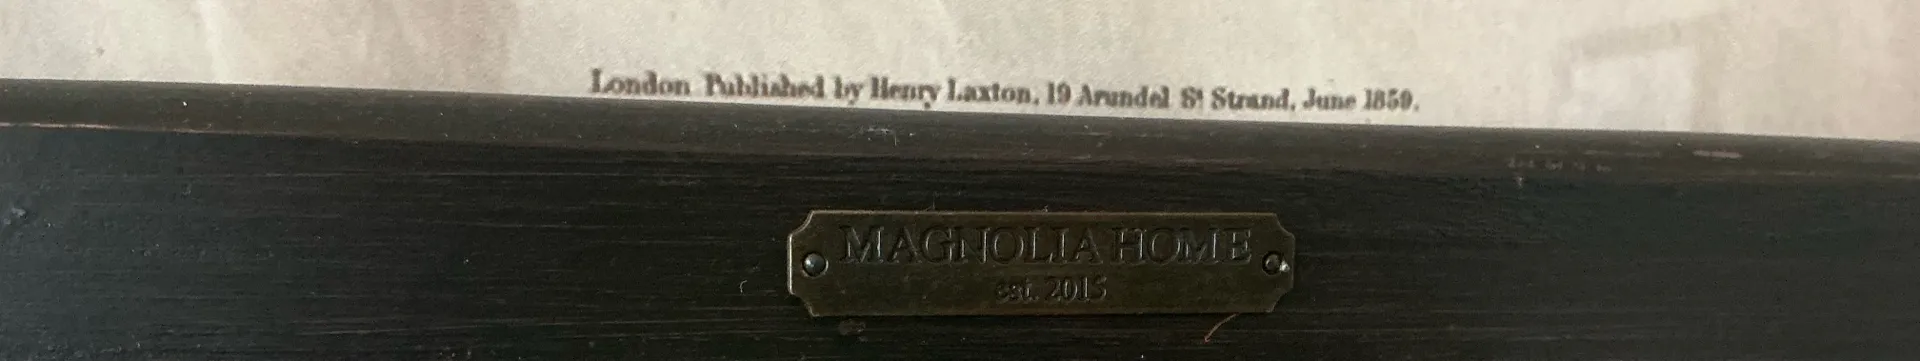 London Published by Henry Laxton, 19 Arundel St Strand, June 1859.
MAGNOLIA HOME
est. 2015